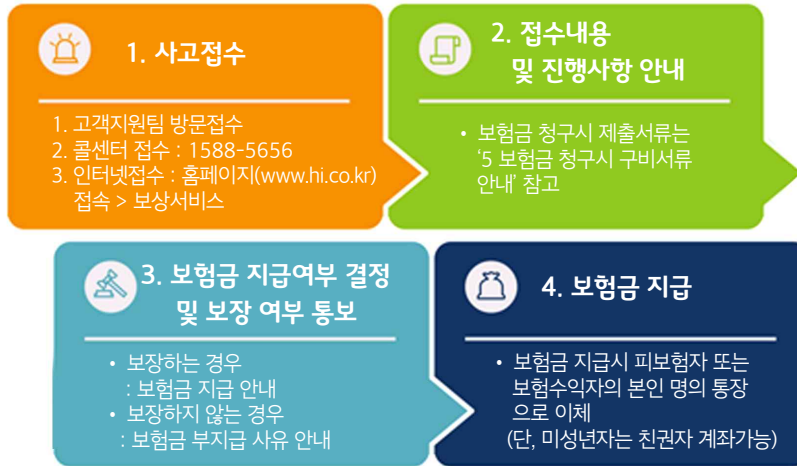 1. 사고접수
1. 고객지원팀 방문접수
2. 콜센터 접수 : 1588-5656
3. 인터넷접수 : 홈페이지(www.hi.co.kr)
접속 > 보상서비스
2. 접수내용
및 진행사항 안내
• 보험금 청구시 제출서류는
‘5 보험금 청구시 구비서류
안내’ 참고
3. 보험금 지급여부 결정
및 보장 여부 통보
• 보장하는 경우
: 보험금 지급 안내
• 보장하지 않는 경우
: 보험금 부지급 사유 안내
4. 보험금 지급
• 보험금 지급시 피보험자 또는
보험수익자의 본인 명의 통장
으로 이체
(단, 미성년자는 친권자 계좌가능)